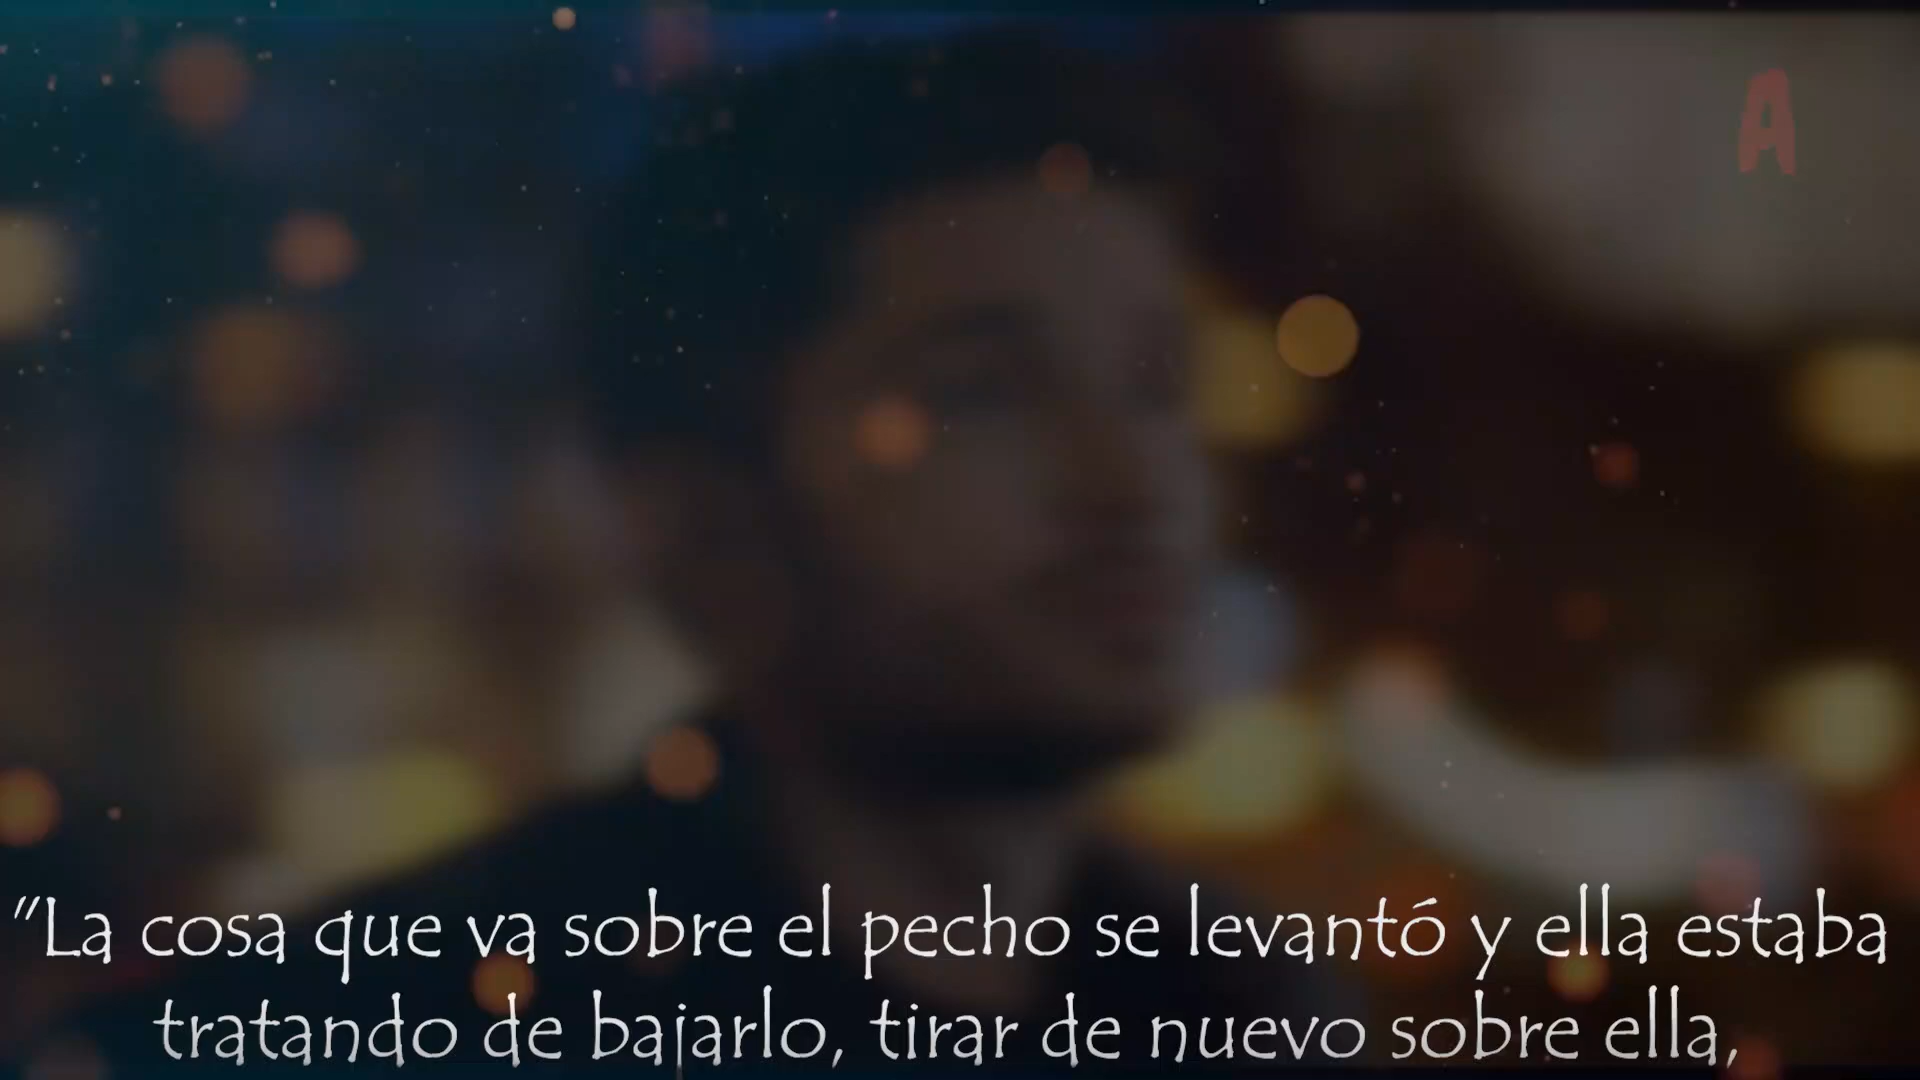 A
"La cosa que va sobre el pecho se levantó y ella estaba
tratando de bajarlo, tirar de nuevo sobre ella,